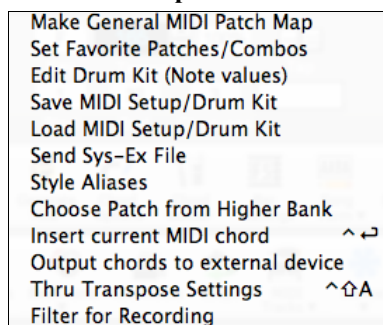 Make General MIDI Patch Map
Set Favorite Patches/Combos
Edit Drum Kit (Note values)
Save MIDI Setup/Drum Kit
Load MIDI Setup/Drum Kit
Send Sys-Ex File
Style Aliases
Choose Patch from Higher Bank
Insert current MIDI chord ^↩
Output chords to external device
Thru Transpose Settings ^⇧A
Filter for Recording